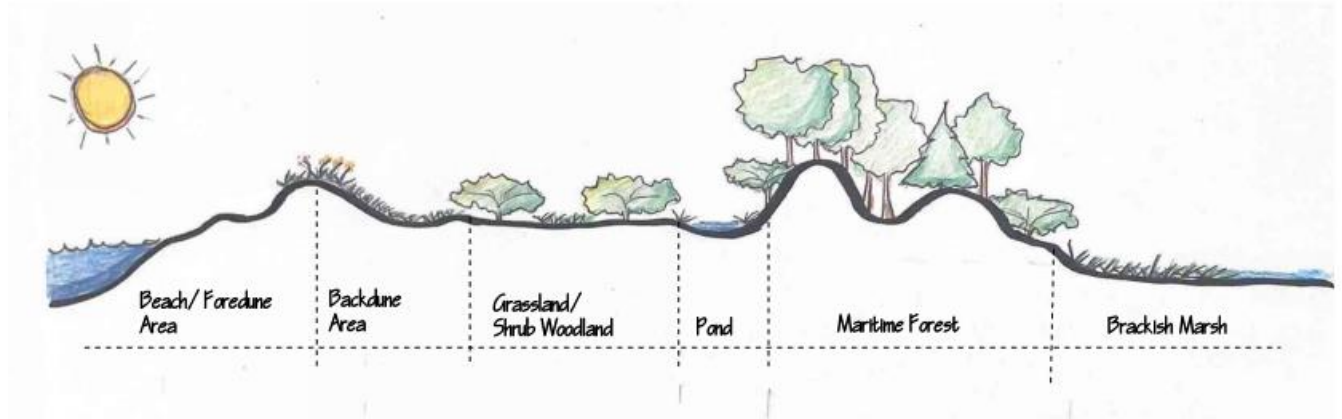 Beach/ Foredune
Area
Backdune
Area
Grassland/
Shrub Woodland
Pond
Maritime Forest
Brackish Marsh